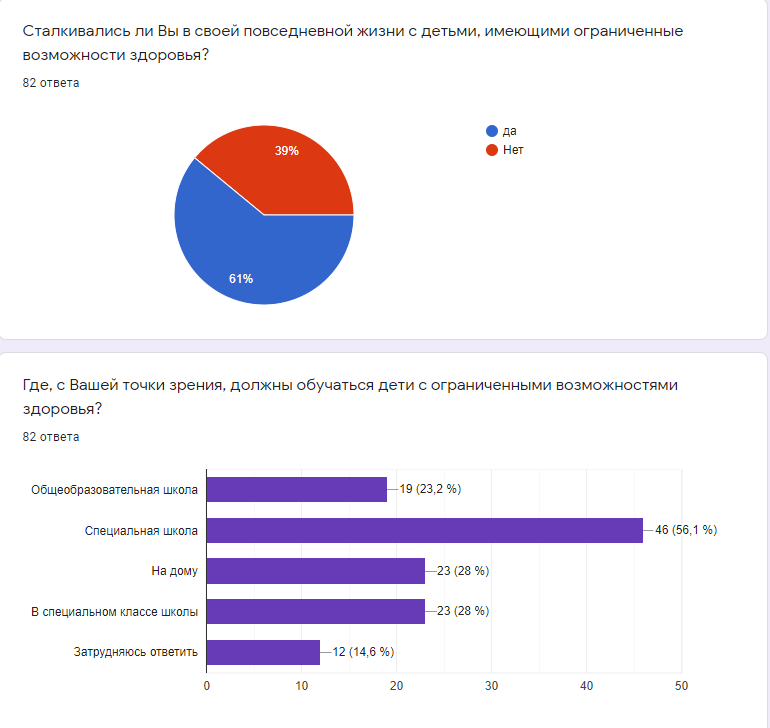 Сталкивались ли Вы в своей повседневной жизни с детьми, имеющими ограниченные
возможности здоровья?
82 ответа
39%
61%
да
Нет
Где, с Вашей точки зрения, должны обучаться дети с ограниченными возможностями
здоровья?
82 ответа
Общеобразовательная школа 19 (23,2 %)
Специальная школа 46 (56,1 %)
На дому 23 (28 %)
В специальном классе школы 23 (28 %)
Затрудняюсь ответить 12 (14,6 %)
0 10 20 30 40 50